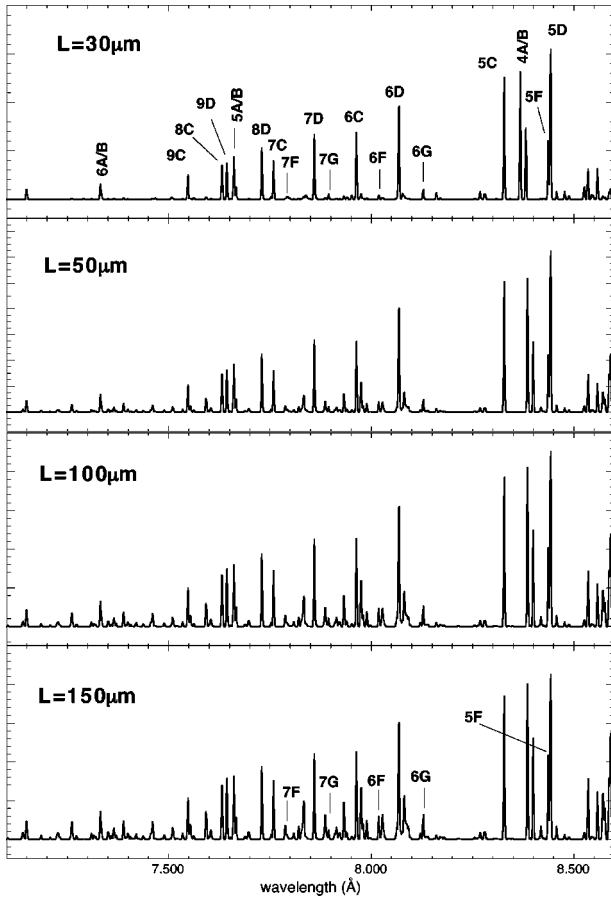 L=30μm
6A/B
9C
8C
9D
5A/B
8D
7C
7F
7D
7G
6C
6F
6D
6G
5C
4A/B
5F
5D
L=50μm
L=100μm
L=150μm
7F
7G
6F
6G
5F
7.500
8.000
8.500
wavelength (Å)